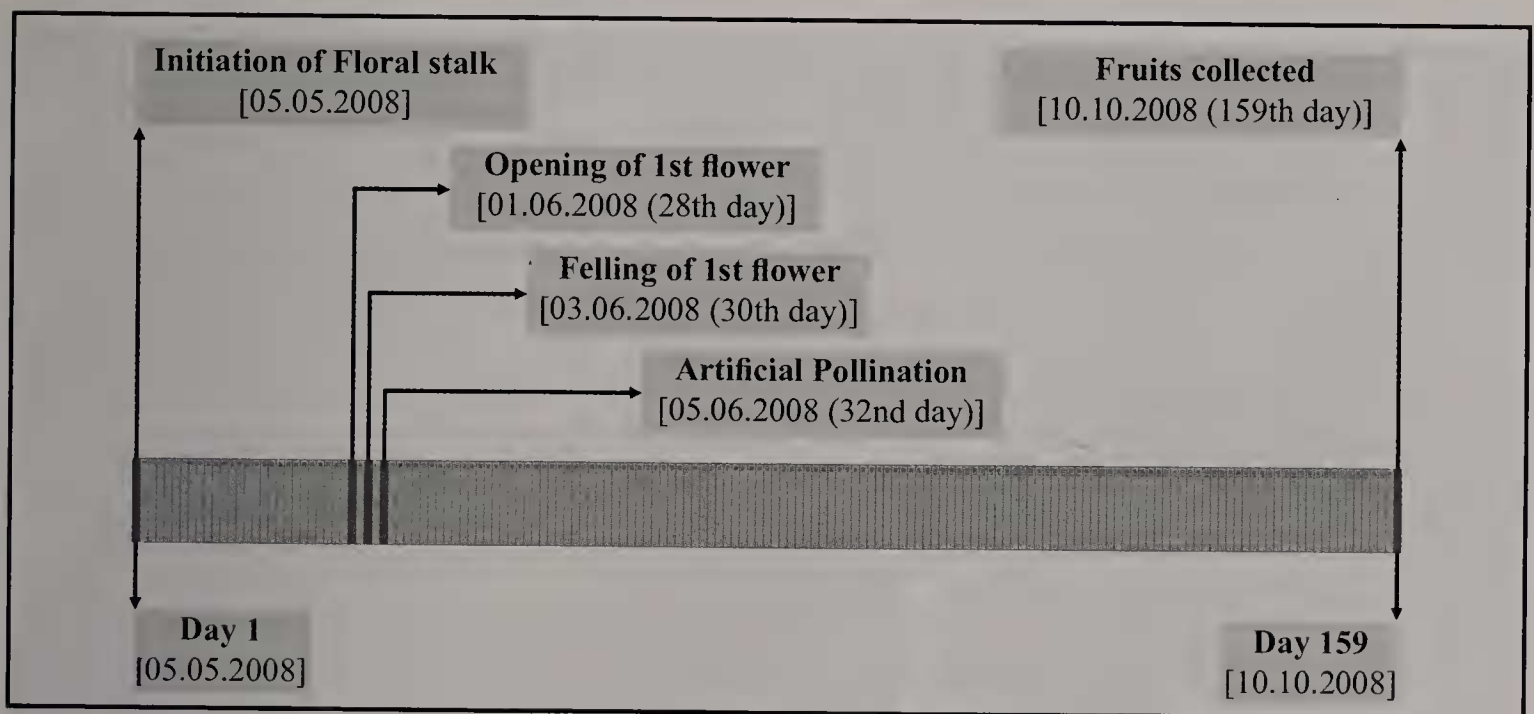 Initiation of Floral stalk
[05.05.2008]
Fruits collected
[10.10.2008 (159th day)]
Opening of 1st flower
[01.06.2008 (28th day)]
Felling of 1st flower
[03.06.2008 (30th day)]
Artificial Pollination
[05.06.2008 (32nd day)]
Day 1
[05.05.2008]
Day 159
[10.10.2008]